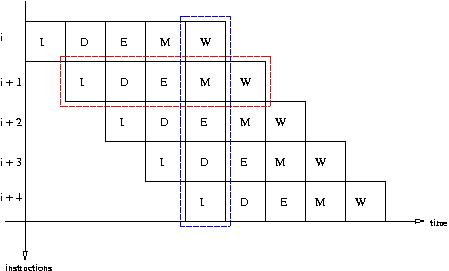 i I D E M W
i + 1 I D E M W
i + 2 I D E M W
i + 3 I D E M W
i + 4 I D E M W
time
instructions